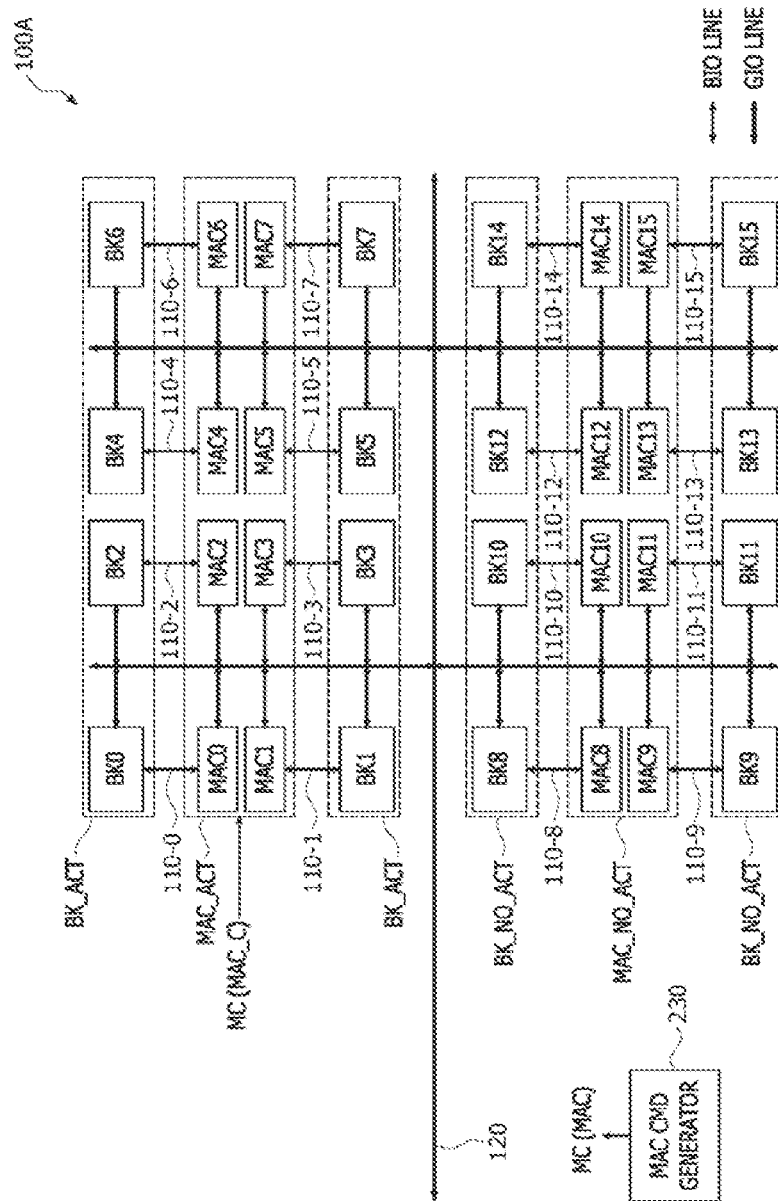 100A
BK_ACT
BK0
BK2
BK4
BK6
110-0
110-2
110-4
110-6
MAC_ACT
MAC0
MAC2
MAC4
MAC6
MC (MAC_C)
MAC1
MAC3
MAC5
MAC7
110-1
110-3
110-5
110-7
BK_ACT
BK1
BK3
BK5
BK7
120
BK_NO_ACT
BK8
BK10
BK12
BK14
110-8
110-10
110-12
110-14
MAC_NO_ACT
MAC8
MAC10
MAC12
MAC14
MAC9
MAC11
MAC13
MAC15
110-9
110-11
110-13
110-15
BK_NO_ACT
BK9
BK11
BK13
BK15
MC (MAC)
230
MAC CMD
GENERATOR
BIO LINE
GIO LINE